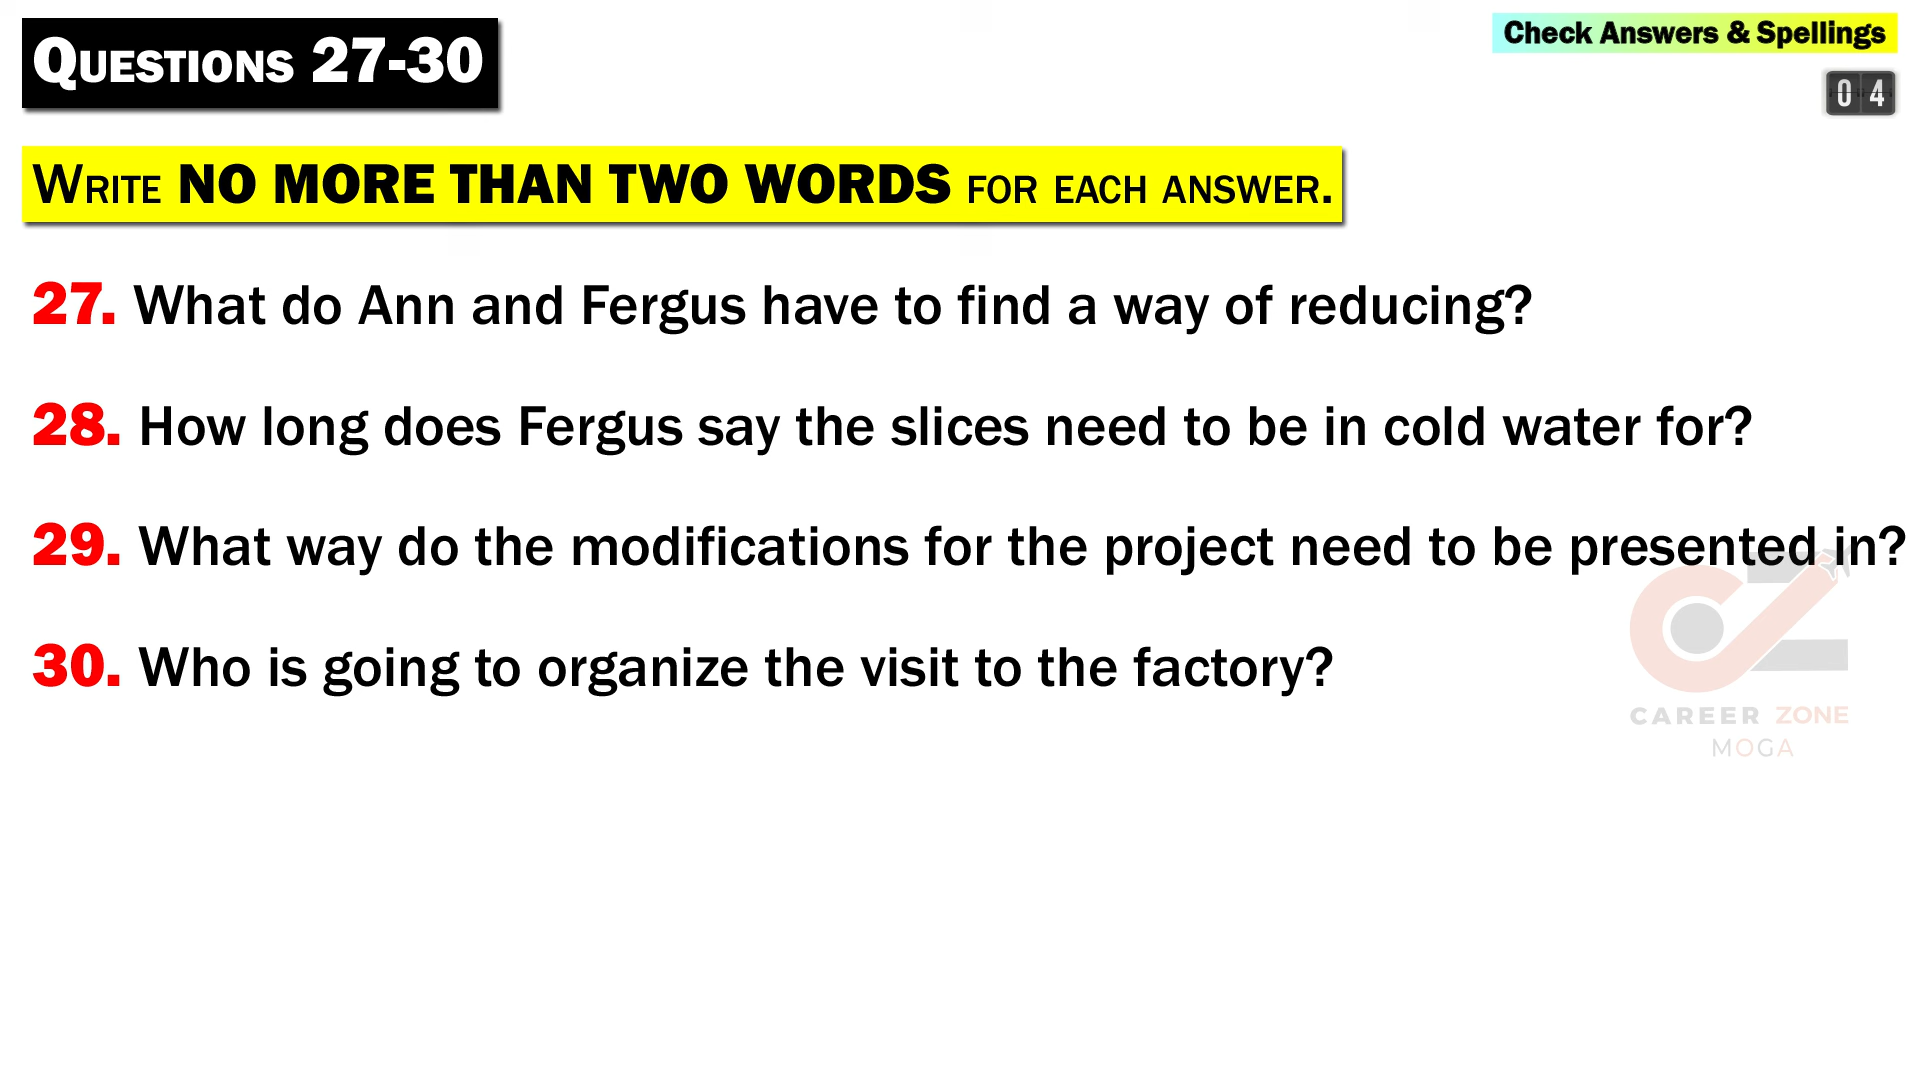 Questions 27-30
Check Answers & Spellings
04
Write NO MORE THAN TWO WORDS for each answer.
27. What do Ann and Fergus have to find a way of reducing?
28. How long does Fergus say the slices need to be in cold water for?
29. What way do the modifications for the project need to be presented in?
30. Who is going to organize the visit to the factory?
CAREER ZONE
MOGA